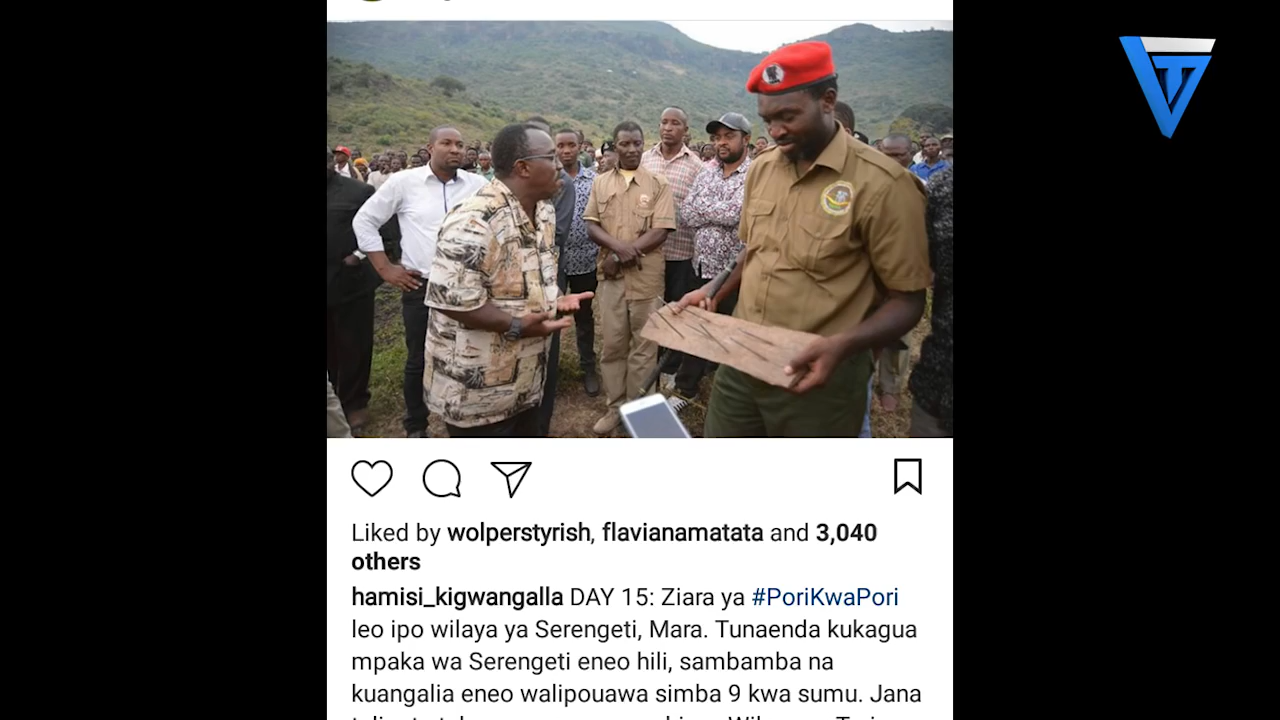 Liked by wolperstyrish, flavianamatata and 3,040
others
hamisi_kigwangalla DAY 15: Ziara ya #PoriKwaPori
leo ipo wilaya ya Serengeti, Mara. Tunaenda kukagua
mpaka wa Serengeti eneo hili, sambamba na
kuangalia eneo walipouawa simba 9 kwa sumu. Jana